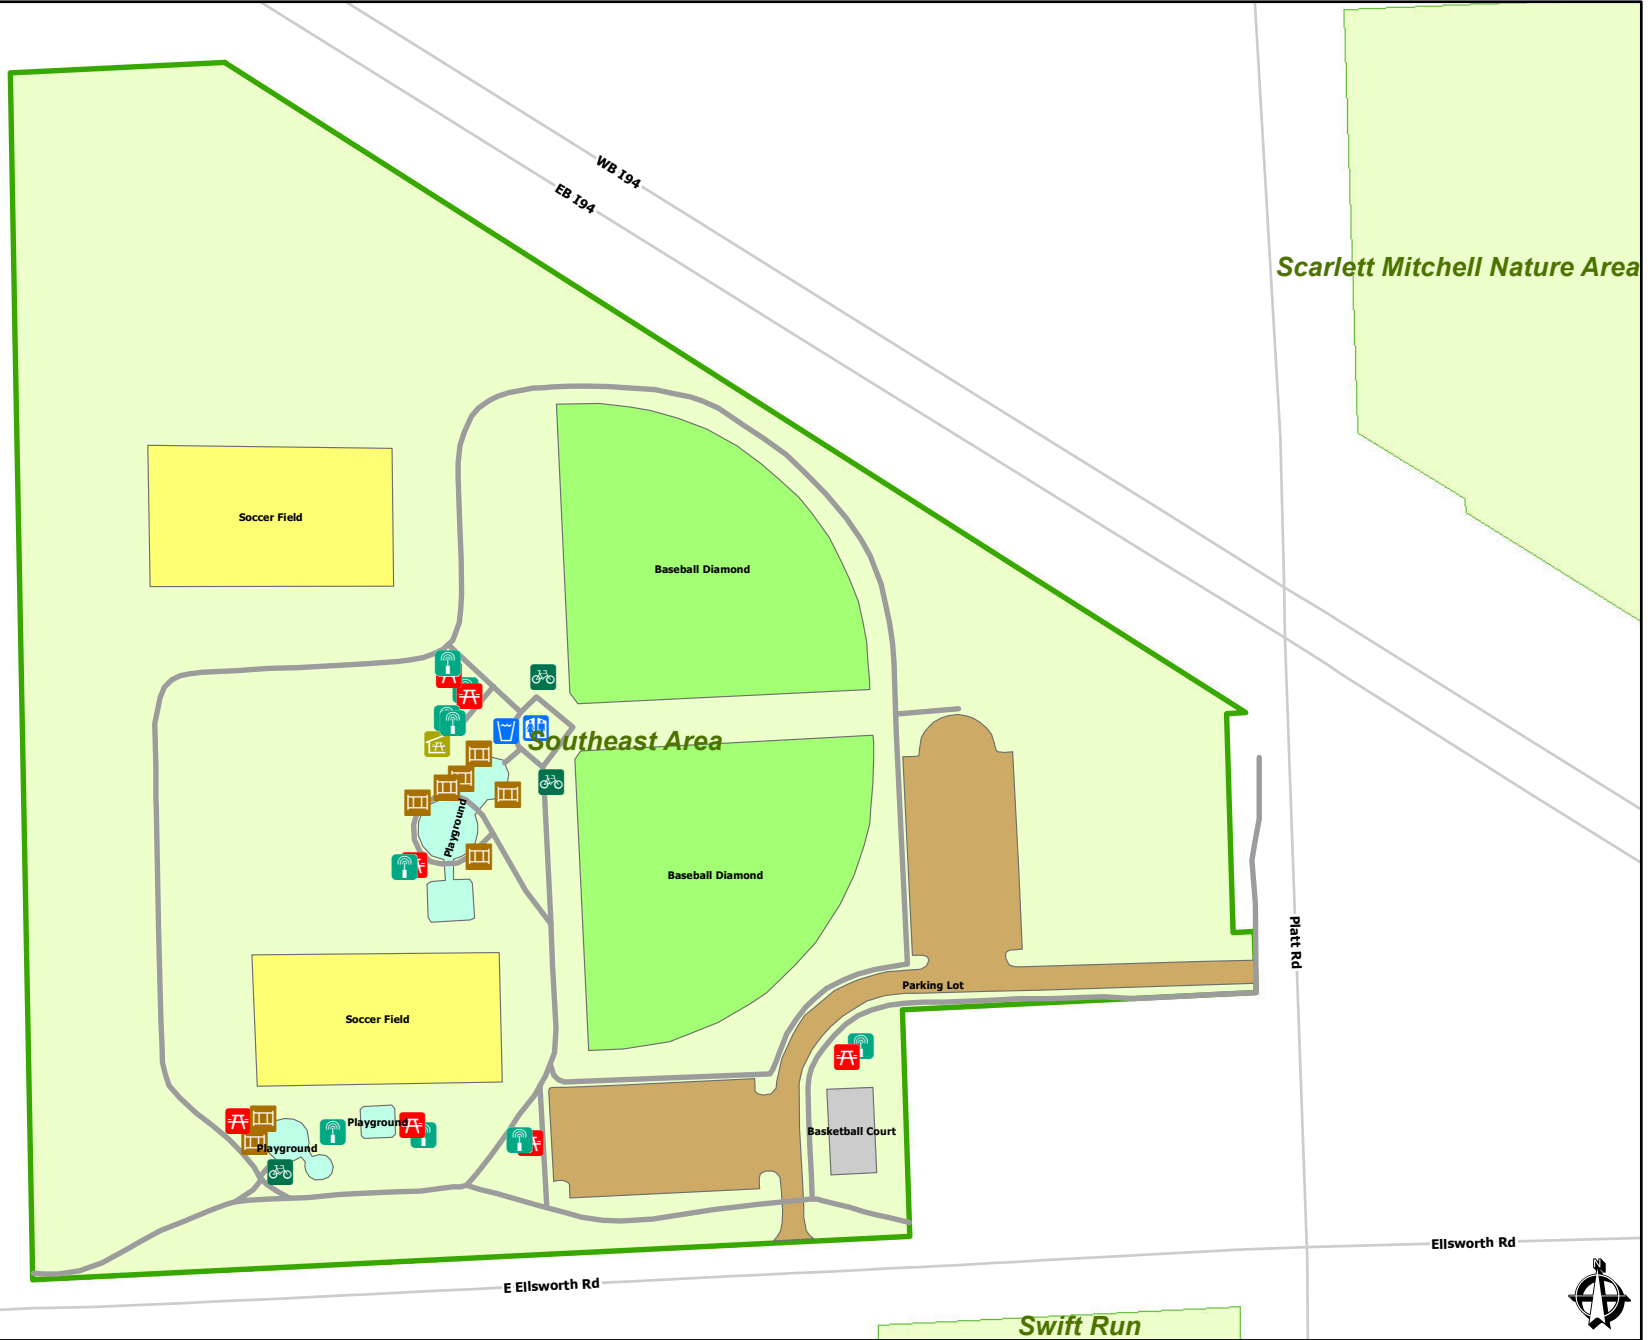 WB I94
EB I94
Scarlett Mitchell Nature Area
Soccer Field
Baseball Diamond
Southeast Area
Playground
Baseball Diamond
Platt Rd
Parking Lot
Soccer Field
Playground
Basketball Court
Playground
Ellsworth Rd
E Ellsworth Rd
N
Swift Run